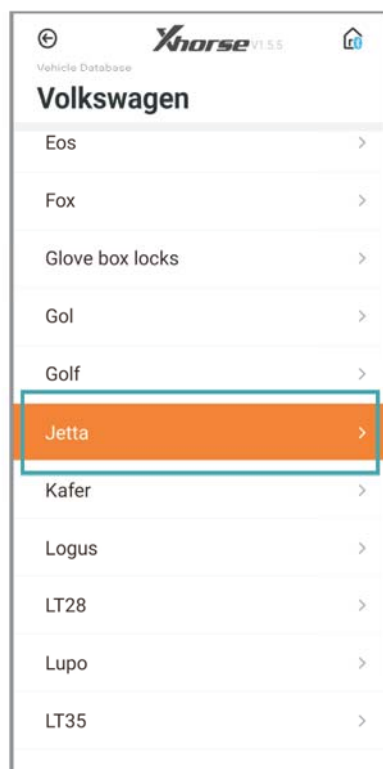 Xhorse V1.5.5
Vehicle Database
Volkswagen
Eos
Fox
Glove box locks
Gol
Golf
Jetta
Kafer
Logus
LT28
Lupo
LT35